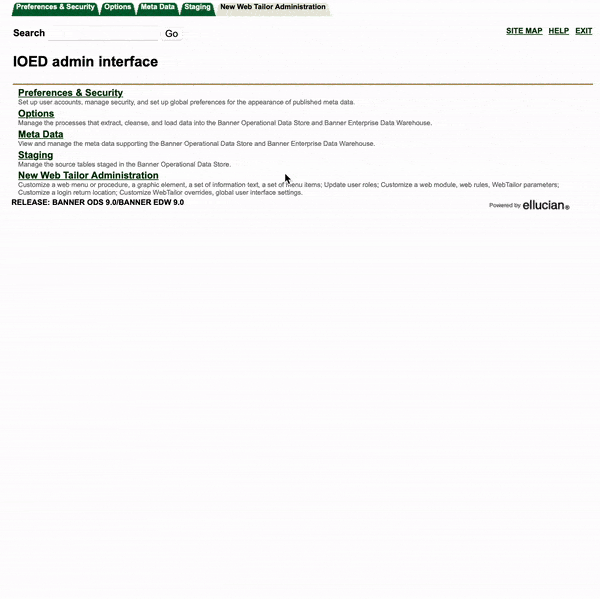 Preferences & Security Options Meta Data Staging New Web Tailor Administration
Search Go SITE MAP HELP EXIT
IOED admin interface
Preferences & Security
Set up user accounts, manage security, and set up global preferences for the appearance of published meta data.
Options
Manage the processes that extract, cleanse, and load data into the Banner Operational Data Store and Banner Enterprise Data Warehouse.
Meta Data
View and manage the meta data supporting the Banner Operational Data Store and Banner Enterprise Data Warehouse.
Staging
Manage the source tables staged in the Banner Operational Data Store.
New Web Tailor Administration
Customize a web menu or procedure, a graphic element, a set of information text, a set of menu items; Update user roles; Customize a web module, web rules, WebTailor parameters;
Customize a login return location; Customize WebTailor overrides, global user interface settings.
RELEASE: BANNER ODS 9.0/BANNER EDW 9.0
Powered by ellucian®